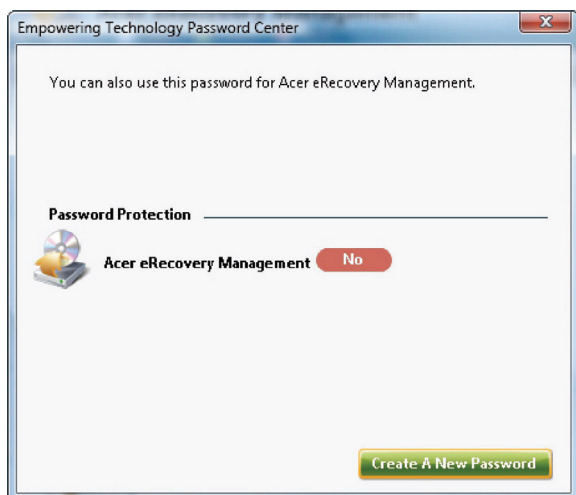 Empowering Technology Password Center
You can also use this password for Acer eRecovery Management.
Password Protection
Acer eRecovery Management No
Create A New Password